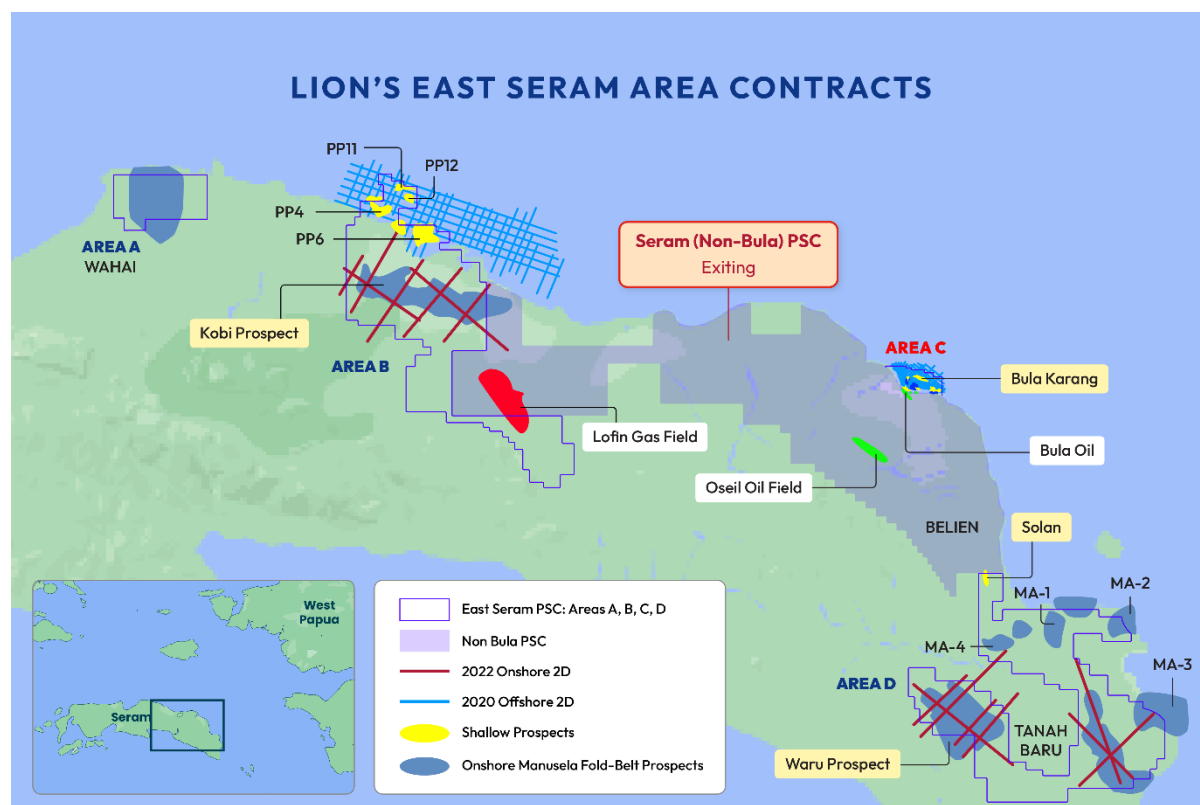 LION'S EAST SERAM AREA CONTRACTS
PP11
PP12
PP4
PP6
AREA A
WAHAI
Seram (Non-Bula) PSC
Exiting
Kobi Prospect
AREA B
AREA C
Bula Karang
Lofin Gas Field
Bula Oil
Oseil Oil Field
BELIEN
Solan
MA-1
MA-2
MA-4
MA-3
AREA D
TANAH
BARU
Waru Prospect
West
Papua
Seram
East Seram PSC: Areas A, B, C, D
Non Bula PSC
2022 Onshore 2D
2020 Offshore 2D
Shallow Prospects
Onshore Manusela Fold-Belt Prospects